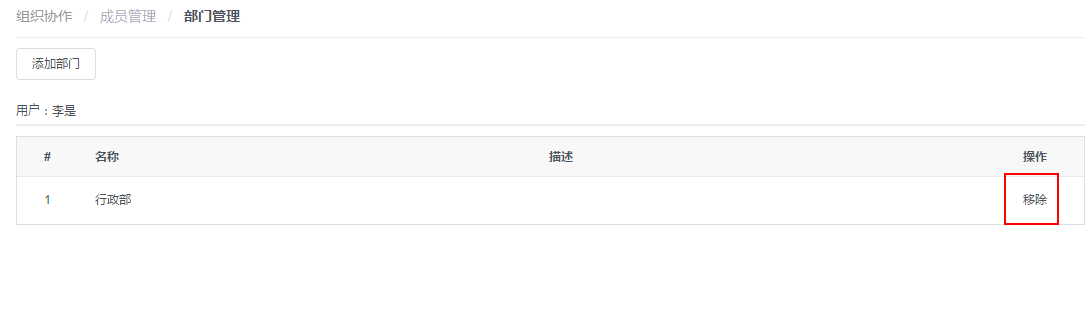 组织协作 / 成员管理 / 部门管理
添加部门
用户：李是
# 名称 描述 操作
1 行政部 移除